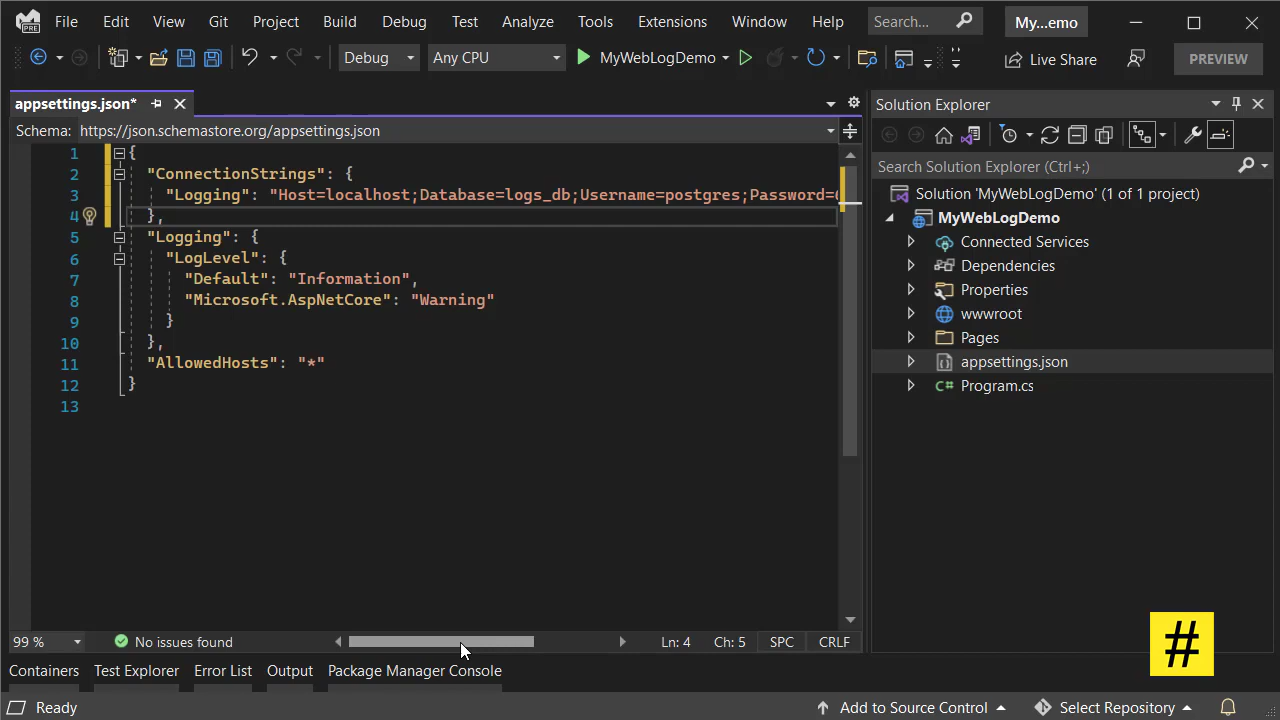 File Edit View Git Project Build Debug Test Analyze Tools Extensions Window Help Search... My...emo
PRE
Debug Any CPU MyWebLogDemo Live Share PREVIEW
appsettings.json*
Schema: https://json.schemastore.org/appsettings.json
1 {
2 "ConnectionStrings": {
3 "Logging": "Host=localhost;Database=logs_db;Username=postgres;Password=
4 },
5 "Logging": {
6 "LogLevel": {
7 "Default": "Information",
8 "Microsoft.AspNetCore": "Warning"
9 }
10 },
11 "AllowedHosts": "*"
12 }
13
99 % No issues found Ln: 4 Ch: 5 SPC CRLF
Solution Explorer
Search Solution Explorer (Ctrl+;)
Solution 'MyWebLogDemo' (1 of 1 project)
MyWebLogDemo
Connected Services
Dependencies
Properties
wwwroot
Pages
appsettings.json
C# Program.cs
#
Containers Test Explorer Error List Output Package Manager Console
Ready Add to Source Control Select Repository